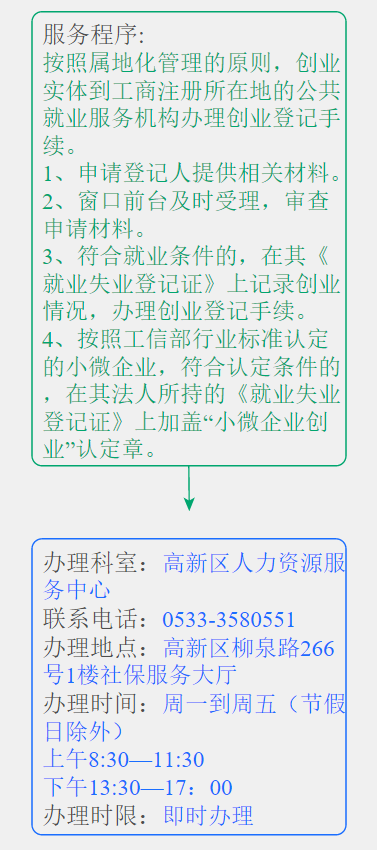 服务程序:
按照属地化管理的原则，创业
实体到工商注册所在地的公共
就业服务机构办理创业登记手
续。
1、申请登记人提供相关材料。
2、窗口前台及时受理，审查
申请材料。
3、符合就业条件的，在其《
就业失业登记证》上记录创业
情况，办理创业登记手续。
4、按照工信部行业标准认定
的小微企业，符合认定条件的
，在其法人所持的《就业失业
登记证》上加盖“小微企业创
业”认定章。
办理科室：高新区人力资源服
务中心
联系电话：0533-3580551
办理地点：高新区柳泉路266
号1楼社保服务大厅
办理时间：周一到周五（节假
日除外）
上午8:30—11:30
下午13:30—17：00
办理时限：即时办理